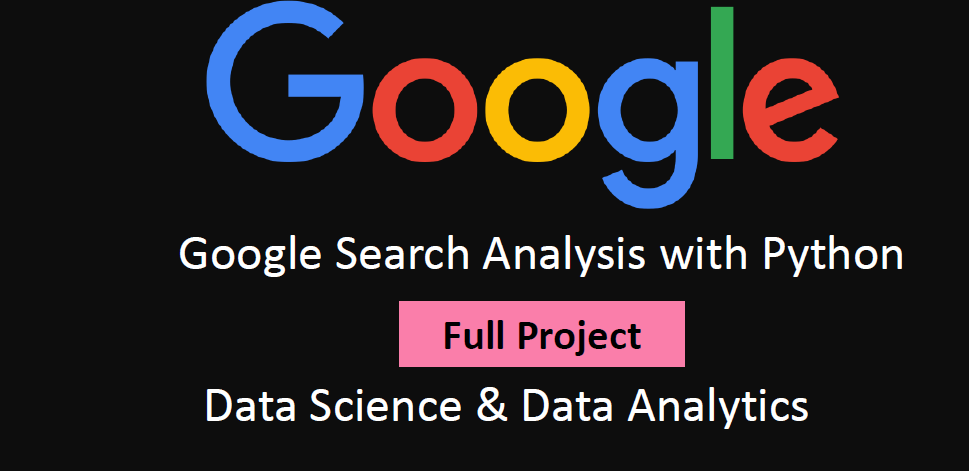 Google
Google Search Analysis with Python
Full Project
Data Science & Data Analytics